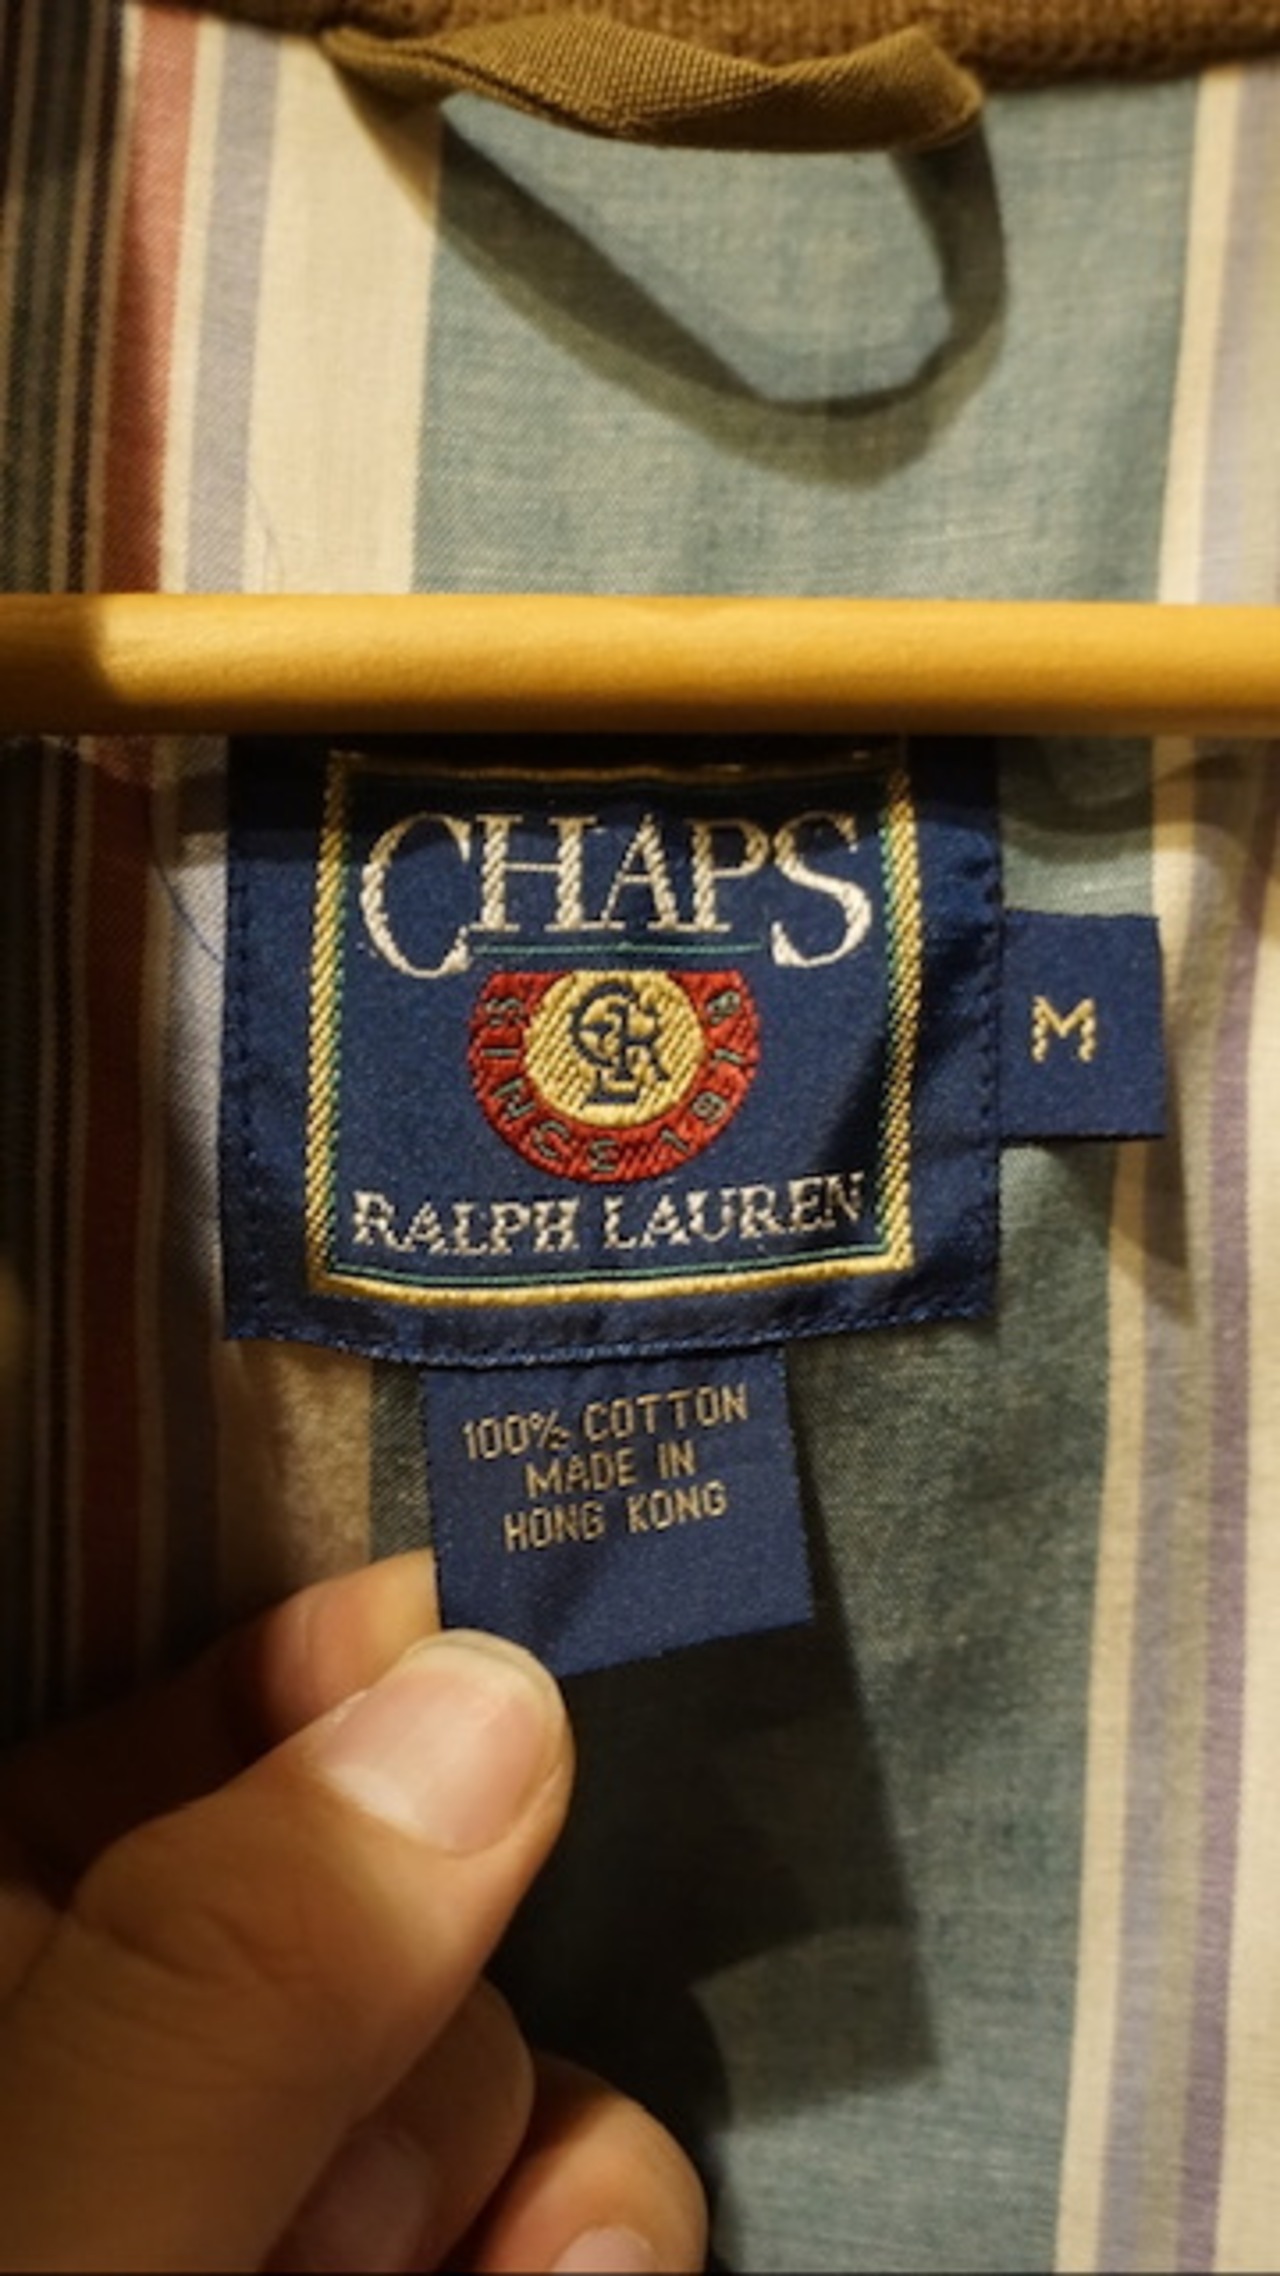 CHAPS
SINCE 1978
RALPH LAUREN
M
100% COTTON
MADE IN
HONG KONG